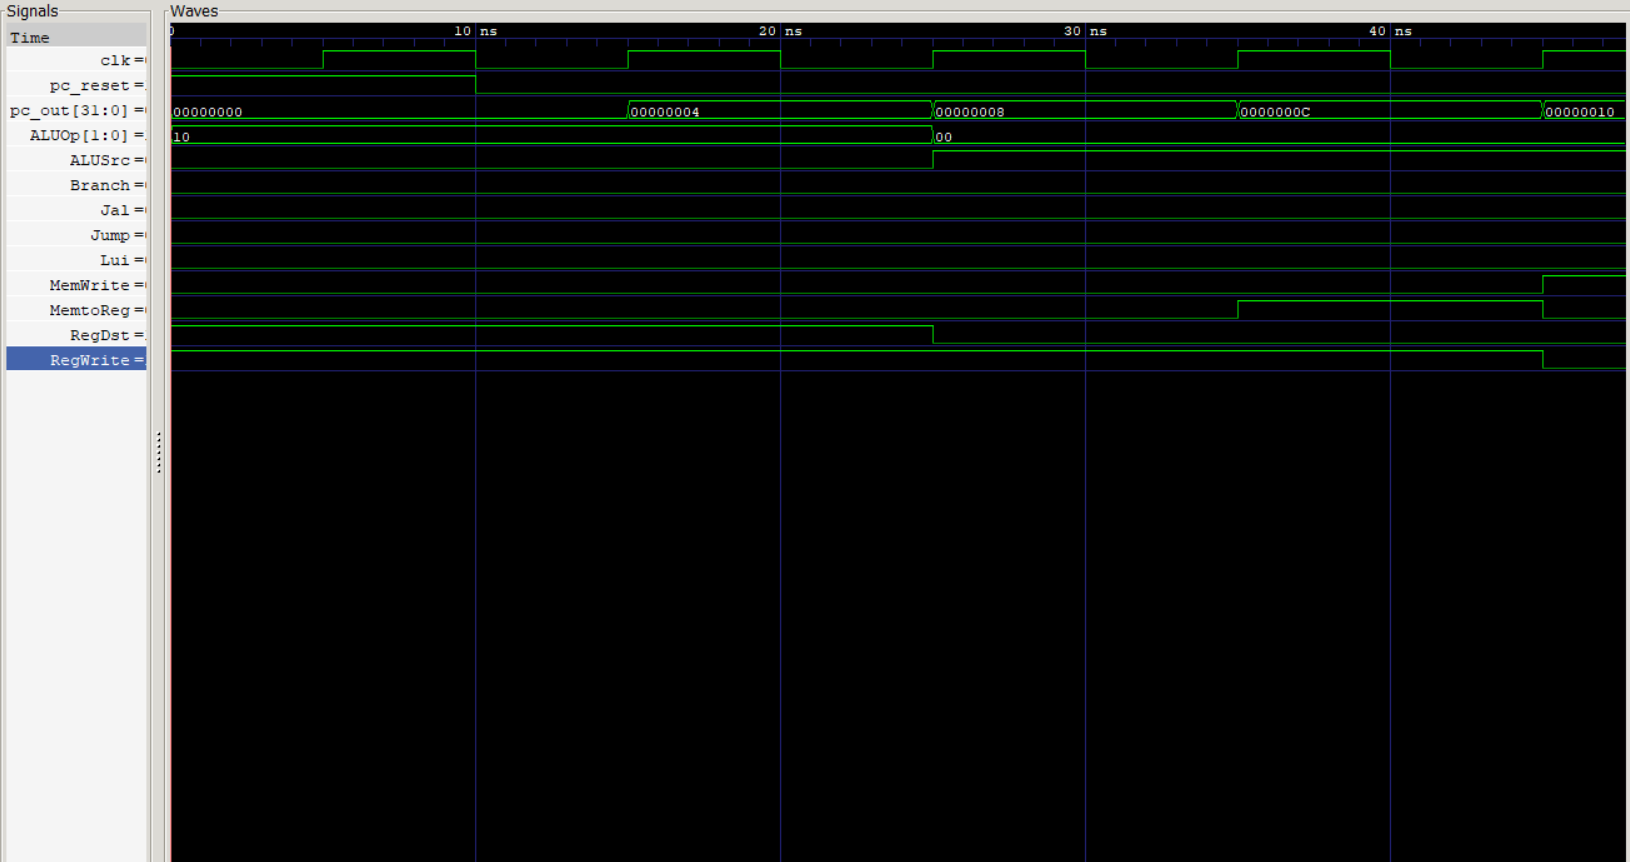 Signals
Waves
Time
10 ns
20 ns
30 ns
40 ns
clk =
pc_reset =
pc_out[31:0] =
00000000
00000004
00000008
0000000C
00000010
ALUOp[1:0] =
10
00
ALUSrc =
Branch =
Jal =
Jump =
Lui =
MemWrite =
MemtoReg =
RegDst =
RegWrite =